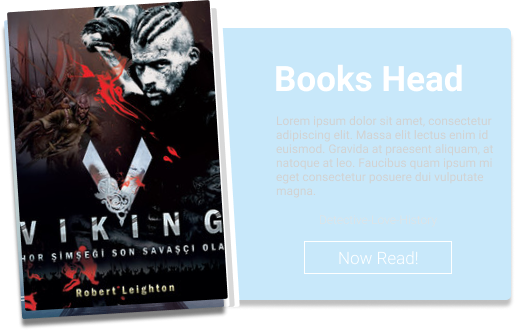 VIKING
HOR ŞİMŞEĞİ SON SAVAŞÇI OLA
Robert Leighton
Books Head
Lorem ipsum dolor sit amet, consectetur
adipiscing elit. Massa elit lectus enim id
euismod. Gravida at praesent aliquam, at
natoque at leo. Faucibus quam ipsum mi
eget consectetur posuere dui vulputate
magna
Now Read!